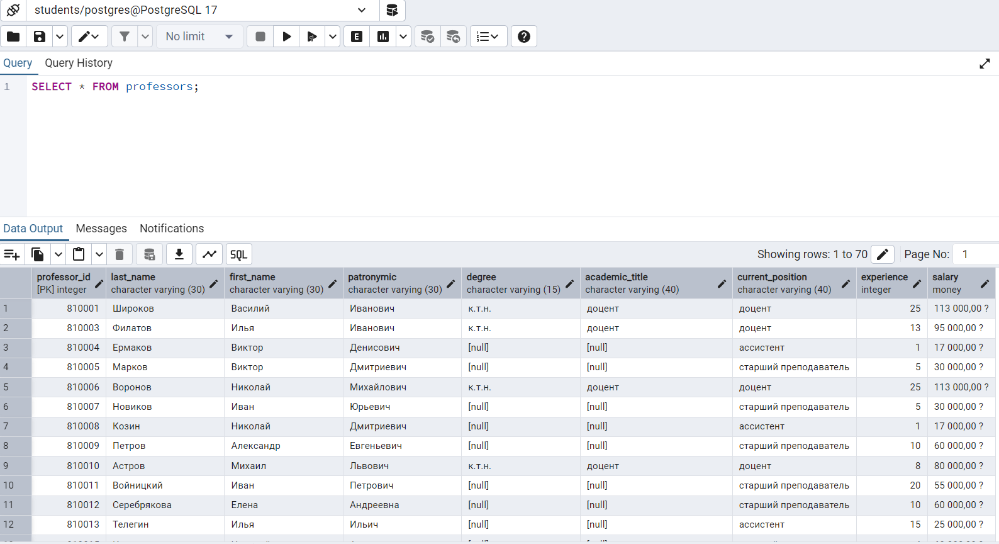 students/postgres@PostgreSQL 17
No limit
E
Query Query History
1 SELECT * FROM professors;
Data Output Messages Notifications
SQL Showing rows: 1 to 70 Page No: 1
professor_id last_name first_name patronymic degree academic_title current_position experience salary
[PK] integer character varying (30) character varying (30) character varying (30) character varying (15) character varying (40) character varying (40) integer money
1 810001 Широков Василий Иванович к.т.н. доцент доцент 25 113 000,00 ?
2 810003 Филатов Илья Иванович к.т.н. доцент доцент 13 95 000,00 ?
3 810004 Ермаков Виктор Денисович [null] [null] ассистент 1 17 000,00 ?
4 810005 Марков Виктор Дмитриевич [null] [null] старший преподаватель 5 30 000,00 ?
5 810006 Воронов Николай Михайлович к.т.н. доцент доцент 25 113 000,00 ?
6 810007 Новиков Иван Юрьевич [null] [null] старший преподаватель 5 30 000,00 ?
7 810008 Козин Николай Дмитриевич [null] [null] ассистент 1 17 000,00 ?
8 810009 Петров Александр Евгеньевич [null] [null] старший преподаватель 10 60 000,00 ?
9 810010 Астров Михаил Львович к.т.н. доцент доцент 8 80 000,00 ?
10 810011 Войницкий Иван Петрович [null] [null] старший преподаватель 20 55 000,00 ?
11 810012 Серебрякова Елена Андреевна [null] [null] старший преподаватель 10 60 000,00 ?
12 810013 Телегин Илья Ильич [null] [null] ассистент 15 25 000,00 ?